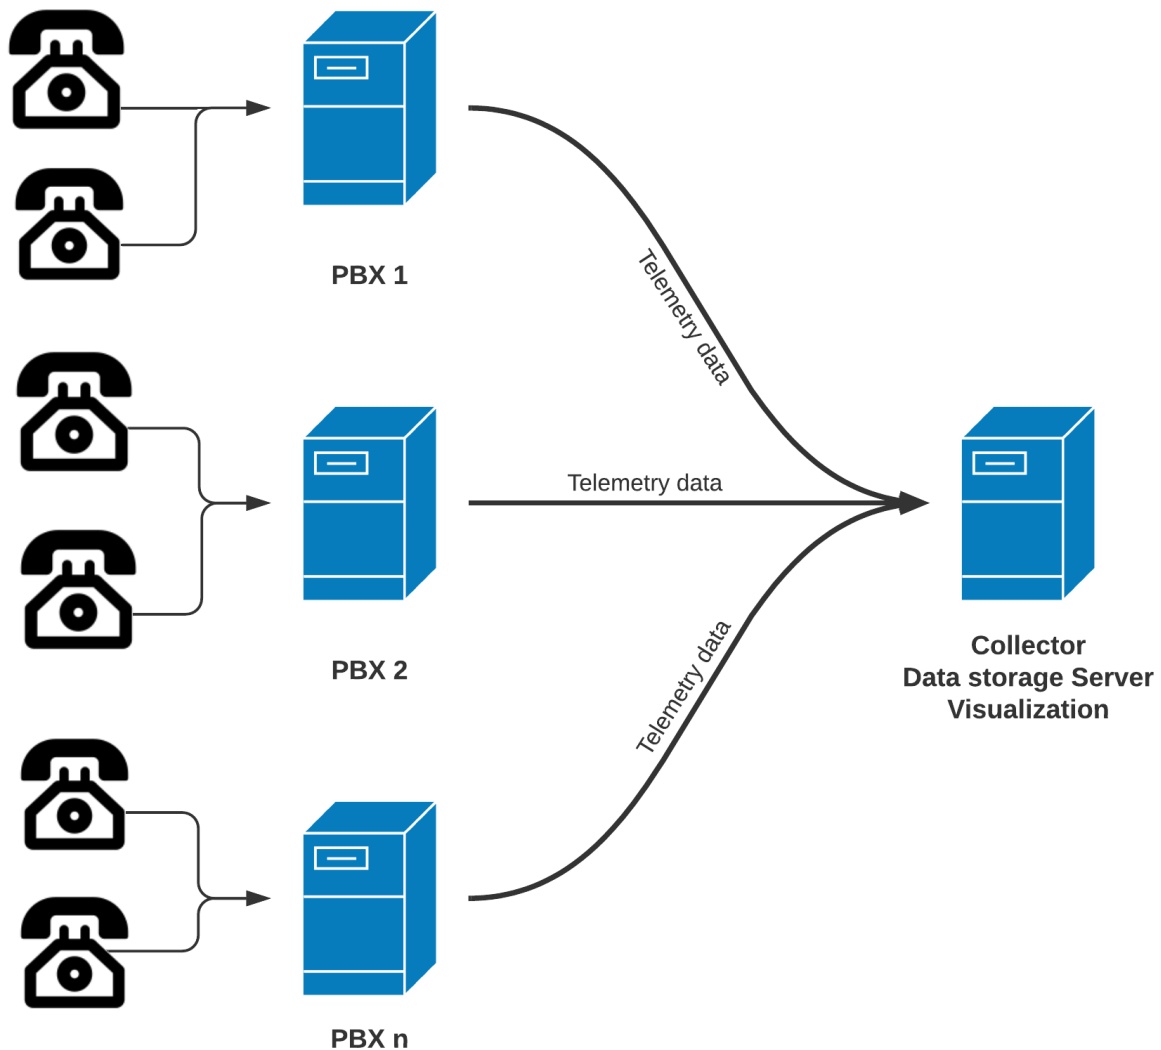 PBX 1
Telemetry data
Telemetry data
PBX 2
Collector
Data storage Server
Visualization
Telemetry data
PBX n